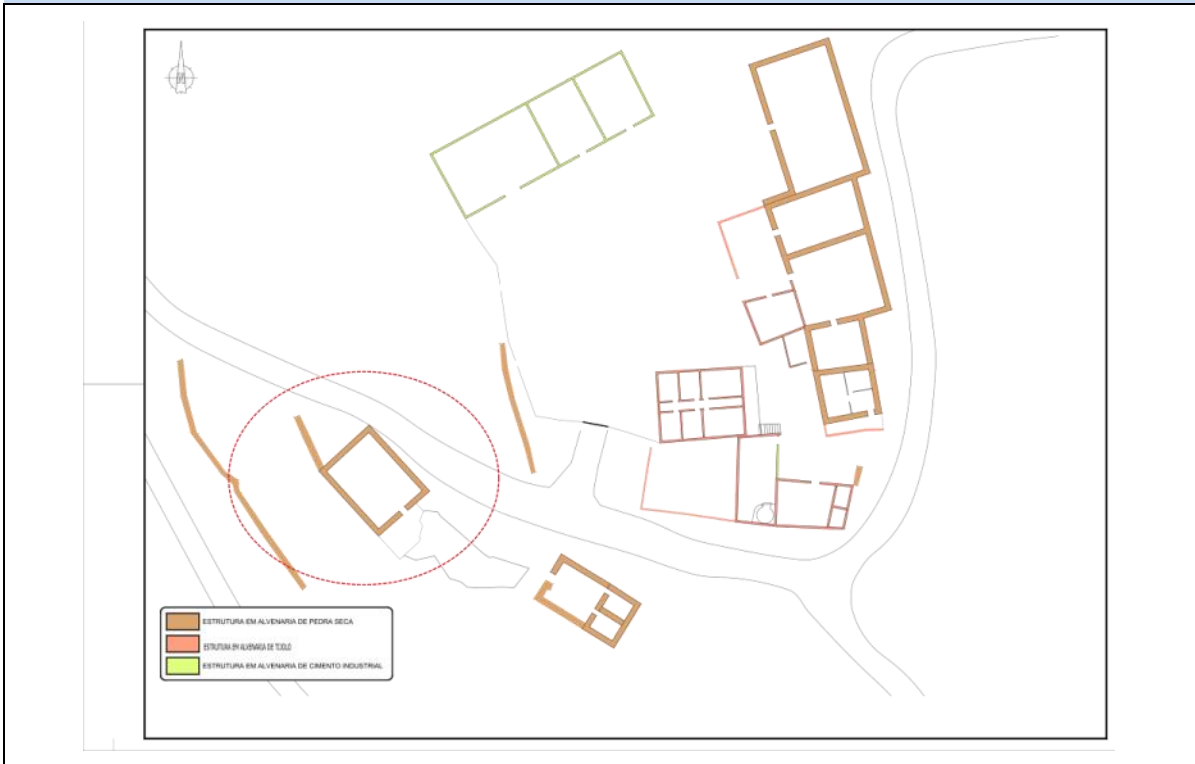 ESTRUTURA EM ALVENARIA DE PEDRA SECA
ESTRUTURA EM ALVENARIA DE TIJOLO
ESTRUTURA EM ALVENARIA DE CIMENTO INDUSTRIAL